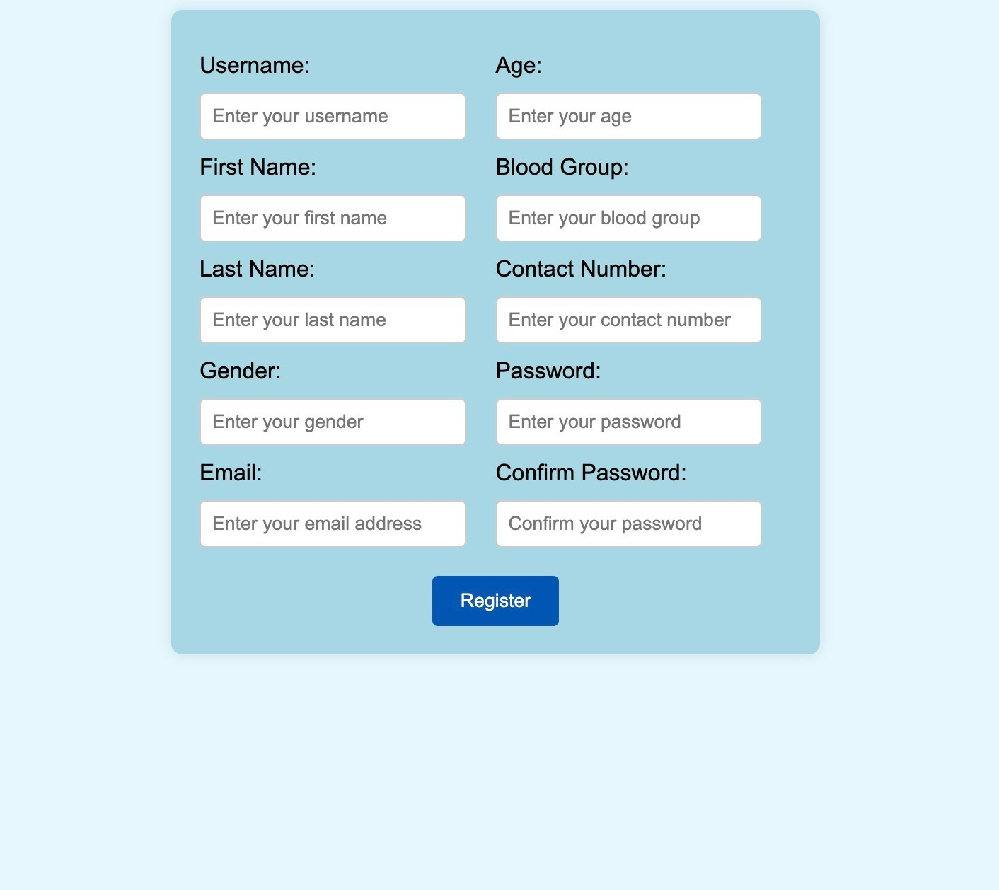 Username:
Enter your username
First Name:
Enter your first name
Last Name:
Enter your last name
Gender:
Enter your gender
Email:
Enter your email address
Age:
Enter your age
Blood Group:
Enter your blood group
Contact Number:
Enter your contact number
Password:
Enter your password
Confirm Password:
Confirm your password
Register